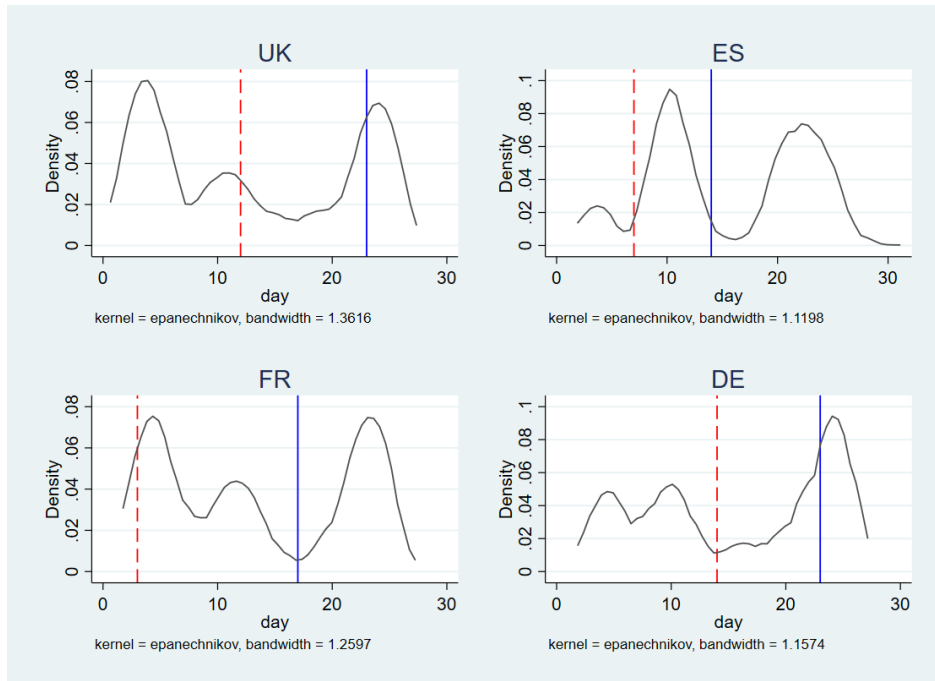 UK
Density
0 .02 .04 .06 .08
0 10 20 30
day
kernel = epanechnikov, bandwidth = 1.3616
ES
Density
0 .02 .04 .06 .08 .1
0 10 20 30
day
kernel = epanechnikov, bandwidth = 1.1198
FR
Density
0 .02 .04 .06 .08
0 10 20 30
day
kernel = epanechnikov, bandwidth = 1.2597
DE
Density
0 .02 .04 .06 .08 .1
0 10 20 30
day
kernel = epanechnikov, bandwidth = 1.1574